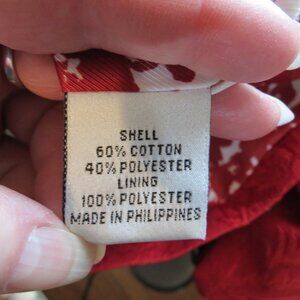 SHELL
60% COTTON
40% POLYESTER
LINING
100% POLYESTER
MADE IN PHILIPPINES